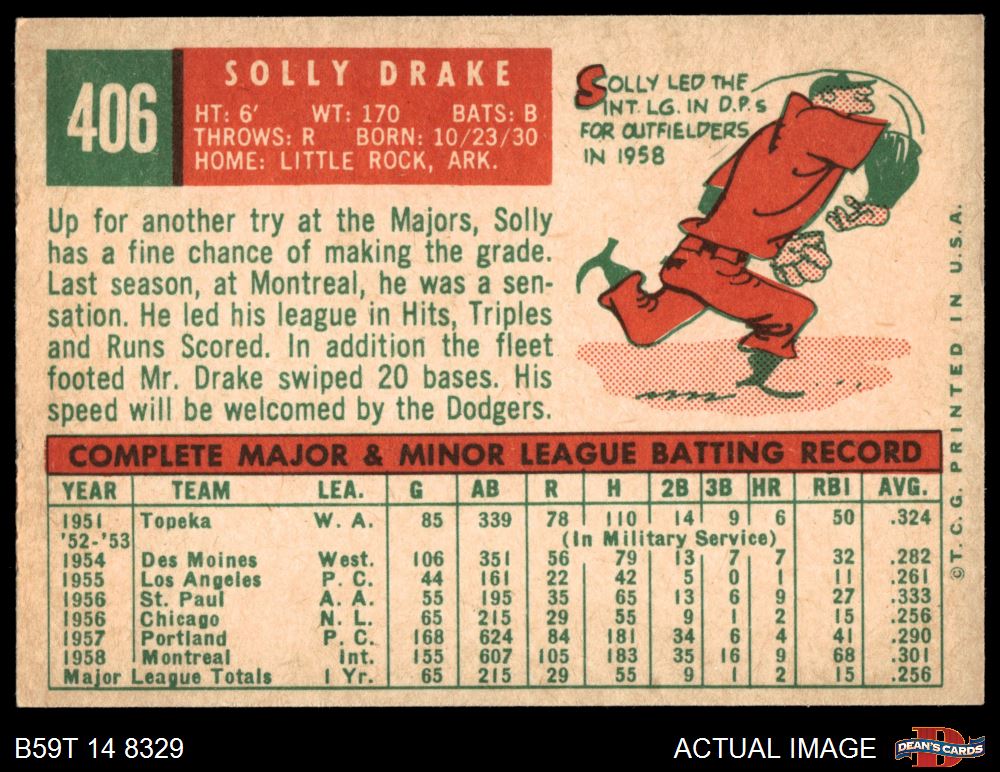 406
SOLLY DRAKE
HT: 6' WT: 170 BATS: B
THROWS: R BORN: 10/23/30
HOME: LITTLE ROCK, ARK.
SOLLY LED THE
INT. LG. IN D.P.s
FOR OUTFIELDERS
IN 1958
Up for another try at the Majors, Solly
has a fine chance of making the grade.
Last season, at Montreal, he was a sen-
sation. He led his league in Hits, Triples
and Runs Scored. In addition the fleet
footed Mr. Drake swiped 20 bases. His
speed will be welcomed by the Dodgers.
COMPLETE MAJOR & MINOR LEAGUE BATTING RECORD
YEAR TEAM LEA. G AB R H 2B 3B HR RBI AVG.
1951 Topeka W. A. 85 339 78 110 14 9 6 50 .324
'52-'53 (In Military Service)
1954 Des Moines West. 106 351 56 79 13 7 7 32 .282
1955 Los Angeles P. C. 44 161 22 42 5 0 1 11 .261
1956 St. Paul A. A. 55 195 35 65 13 6 9 27 .333
1956 Chicago N. L. 65 215 29 55 9 1 2 15 .256
1957 Portland P. C. 168 624 84 181 34 6 4 41 .290
1958 Montreal Int. 155 607 105 183 35 16 9 68 .301
Major League Totals 1 Yr. 65 215 29 55 9 1 2 15 .256
© T. C. G. PRINTED IN U.S.A.
B59T 14 8329
ACTUAL IMAGE
DEAN'S CARDS